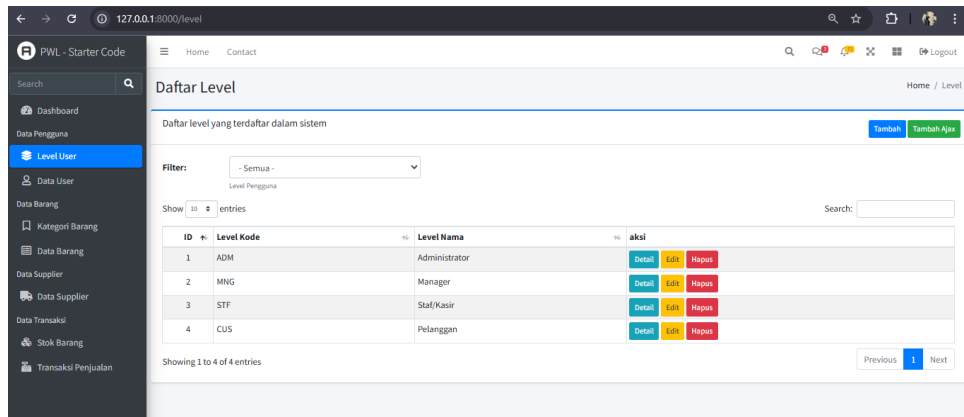 127.0.0.1:8000/level
PWL - Starter Code
Home Contact
Logout
Search
Daftar Level
Home / Level
Dashboard
Data Pengguna
Level User
Data User
Data Barang
Kategori Barang
Data Barang
Data Supplier
Data Supplier
Data Transaksi
Stok Barang
Transaksi Penjualan
Daftar level yang terdaftar dalam sistem
Tambah Tambah Ajax
Filter: - Semua -
Level Pengguna
Show 10 entries
Search:
ID Level Kode Level Nama aksi
1 ADM Administrator Detail Edit Hapus
2 MNG Manager Detail Edit Hapus
3 STF Staf/Kasir Detail Edit Hapus
4 CUS Pelanggan Detail Edit Hapus
Showing 1 to 4 of 4 entries
Previous 1 Next